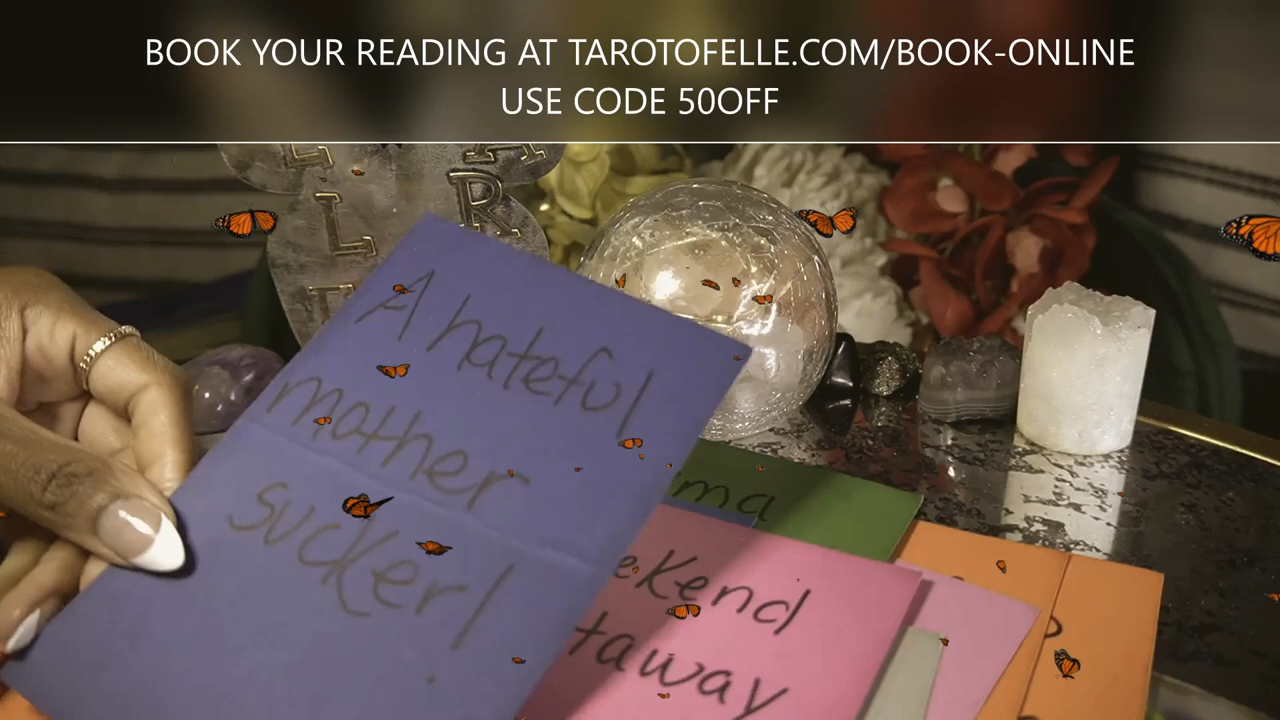 BOOK YOUR READING AT TAROTOFELLE.COM/BOOK-ONLINE
USE CODE 50OFF
L A
L R
A hateful
mother
sucker!
ma
eKend
taway